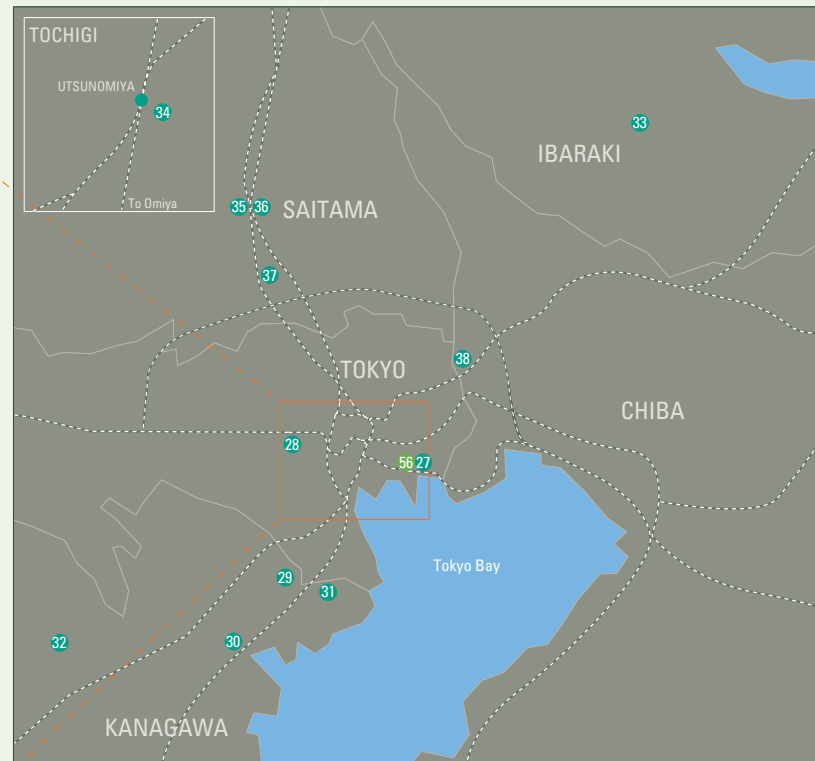 TOCHIGI
UTSUNOMIYA
34
To Omiya
33
IBARAKI
35
36
SAITAMA
37
38
TOKYO
CHIBA
28
56
27
Tokyo Bay
29
31
32
30
KANAGAWA